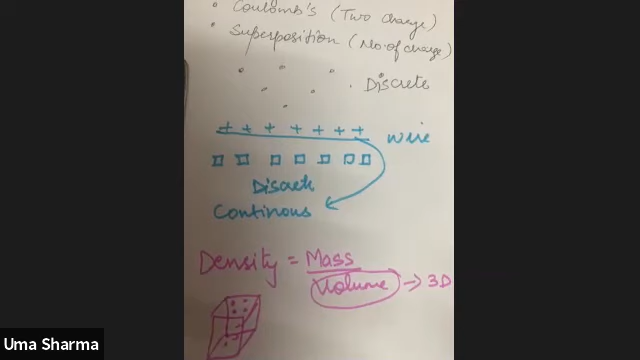 • Coulomb's (Two charge)
• Superposition (No. of charge)
Discrete
+ + + + + + +
wire
Discrete
Continous
Density = Mass
Volume → 3D
Uma Sharma